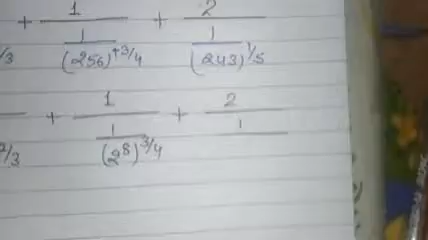 /3 + 1/(1/(256)^+3/4) + 2/(1/(243)^1/5)
2/3 + 1/(1/(2^8)^3/4) + 2/1